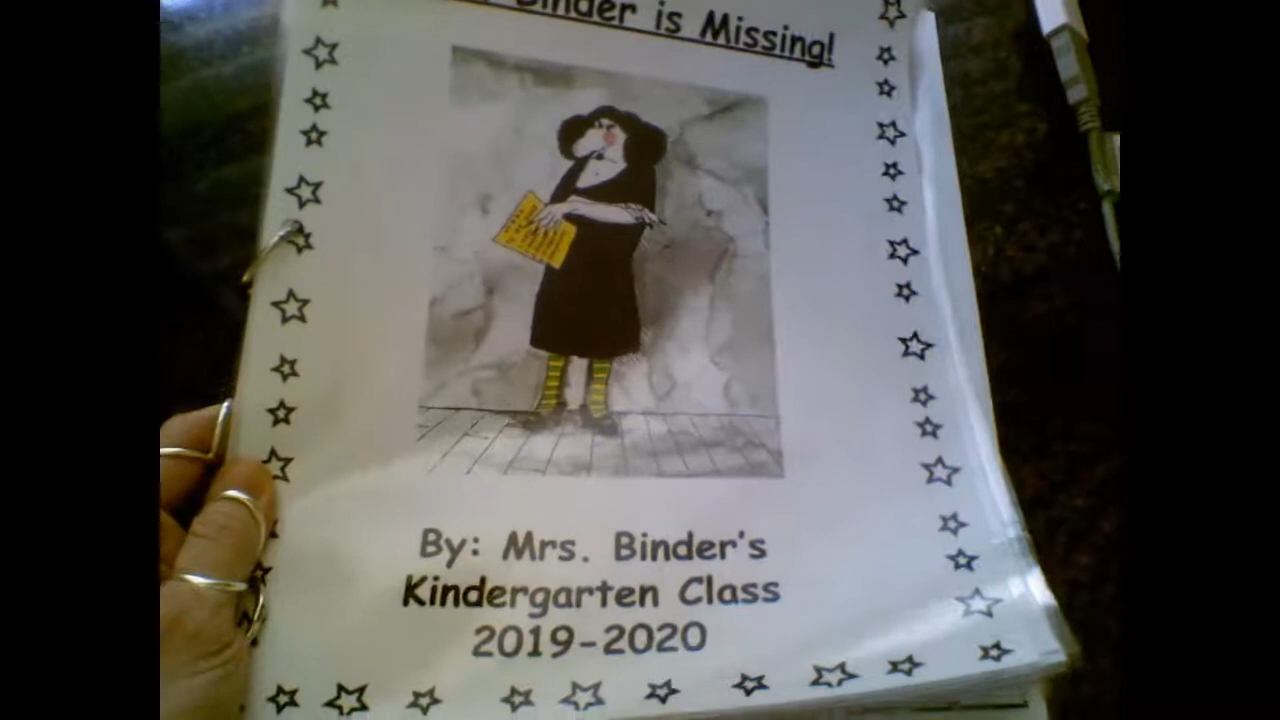 Binder is Missing!
By: Mrs. Binder's
Kindergarten Class
2019-2020